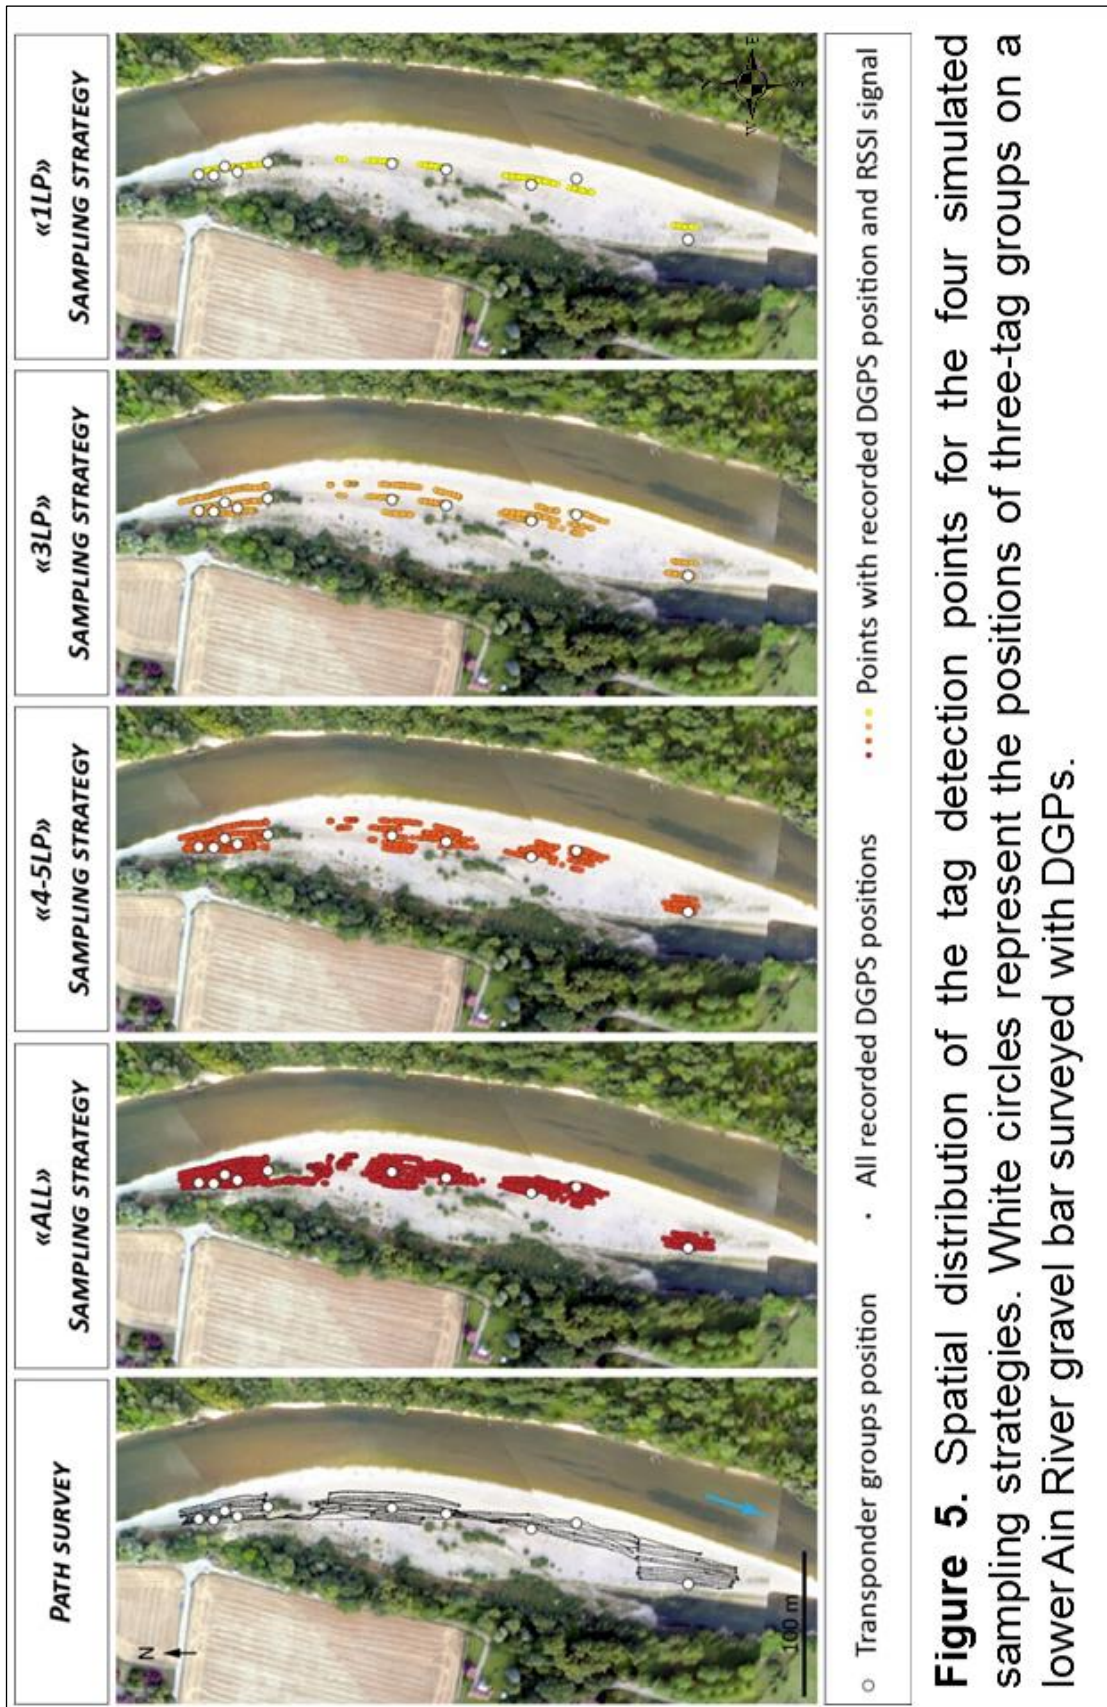 PATH SURVEY
«ALL»
SAMPLING STRATEGY
«4-5LP»
SAMPLING STRATEGY
«3LP»
SAMPLING STRATEGY
«1LP»
SAMPLING STRATEGY
N
100 m
N
E
S
W
Transponder groups position
All recorded DGPS positions
Points with recorded DGPS position and RSSI signal
Figure 5. Spatial distribution of the tag detection points for the four simulated
sampling strategies. White circles represent the positions of three-tag groups on a
lower Ain River gravel bar surveyed with DGPs.